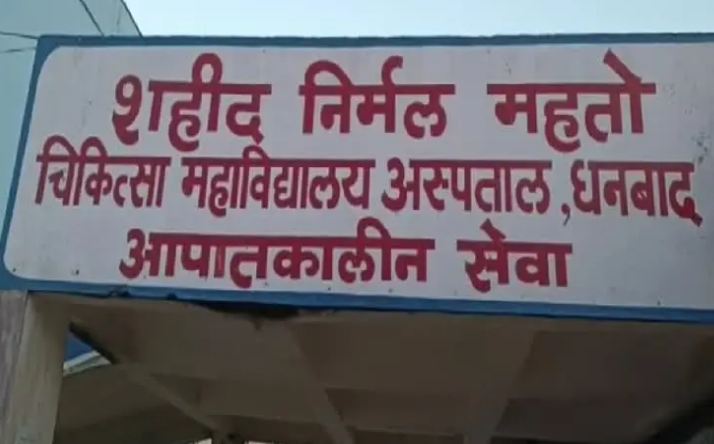 शहीद निर्मल महतो
चिकित्सा महाविद्यालय अस्पताल ,धनबाद
आपातकालीन सेवा